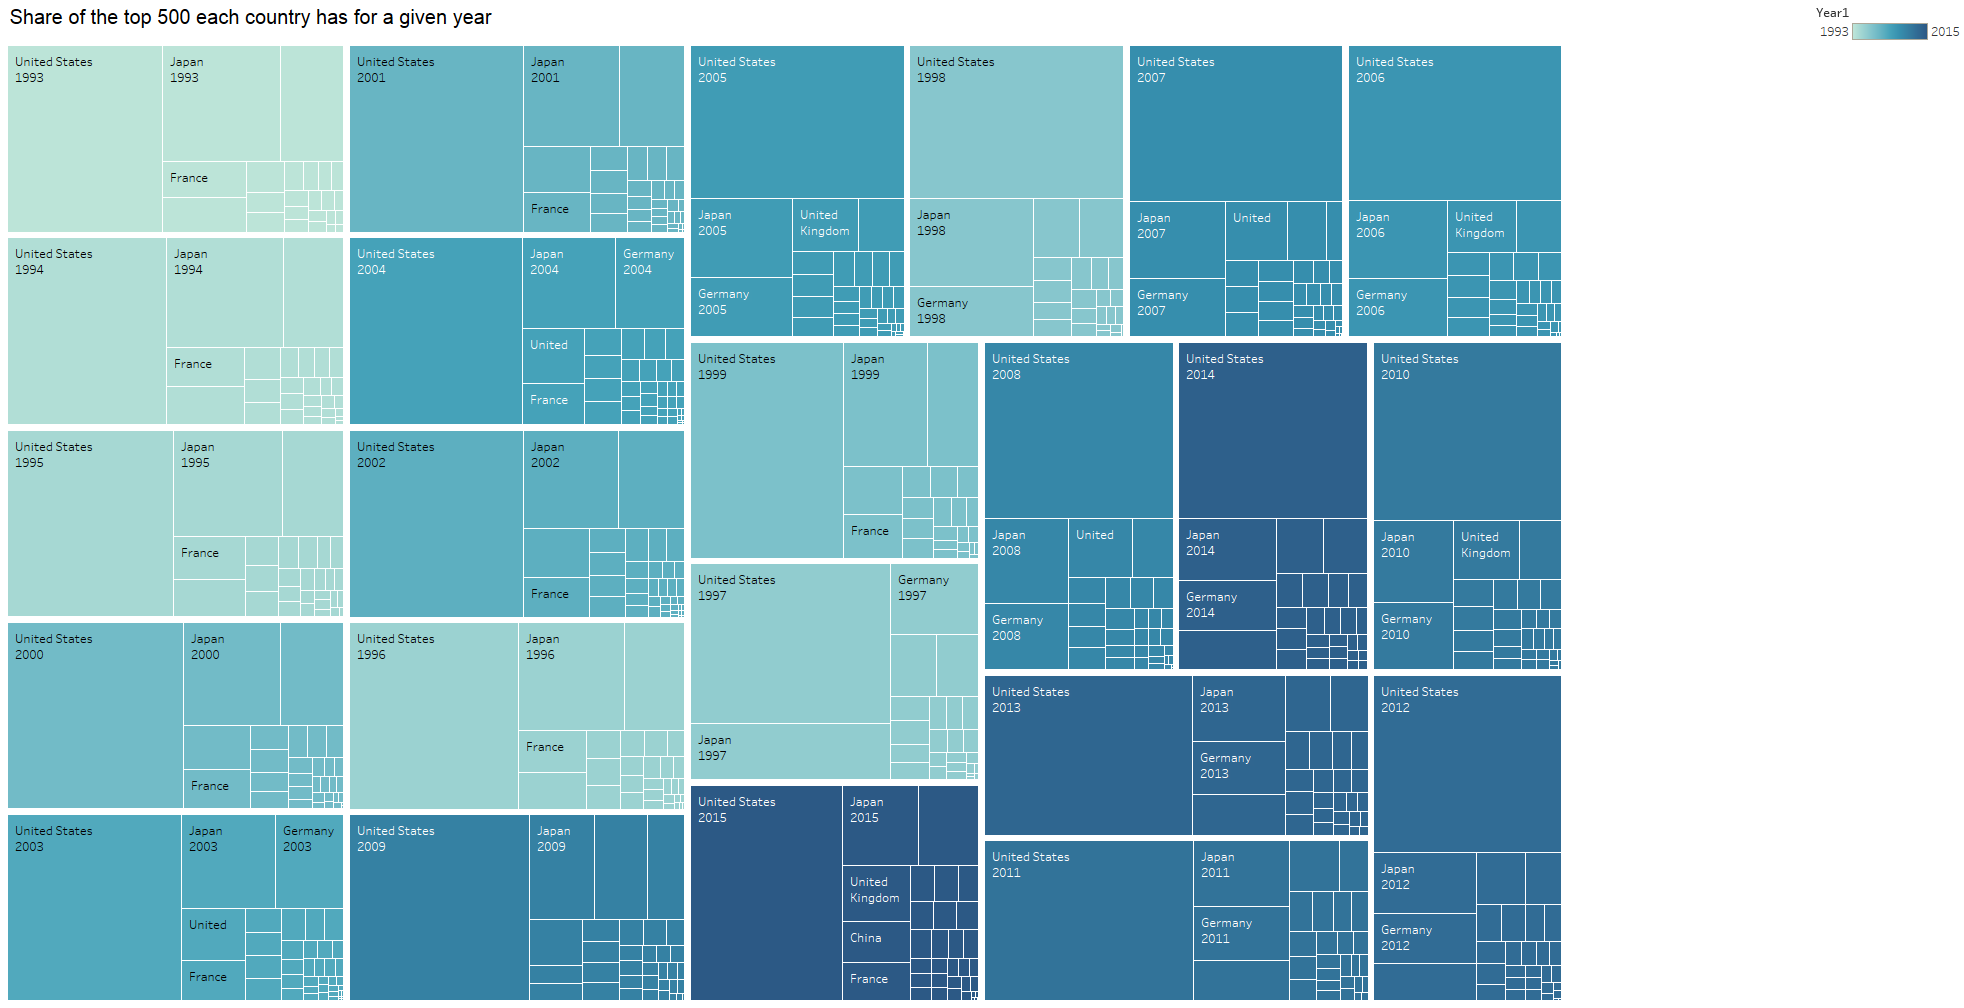 Share of the top 500 each country has for a given year
Year1
1993 2015
United States
1993
Japan
1993
France
United States
1994
Japan
1994
France
United States
1995
Japan
1995
France
United States
2000
Japan
2000
France
United States
2003
Japan
2003
Germany
2003
United
France
United States
2001
Japan
2001
France
United States
2004
Japan
2004
Germany
2004
United
France
United States
2002
Japan
2002
France
United States
1996
Japan
1996
France
United States
2009
Japan
2009
United States
2005
Japan
2005
United
Kingdom
Germany
2005
United States
1998
Japan
1998
Germany
1998
United States
2007
Japan
2007
United
Germany
2007
United States
2006
Japan
2006
United
Kingdom
Germany
2006
United States
1999
Japan
1999
France
United States
1997
Germany
1997
Japan
1997
United States
2015
Japan
2015
United
Kingdom
China
France
United States
2008
Japan
2008
United
Germany
2008
United States
2014
Japan
2014
Germany
2014
United States
2010
Japan
2010
United
Kingdom
Germany
2010
United States
2013
Japan
2013
Germany
2013
United States
2011
Japan
2011
Germany
2011
United States
2012
Japan
2012
Germany
2012